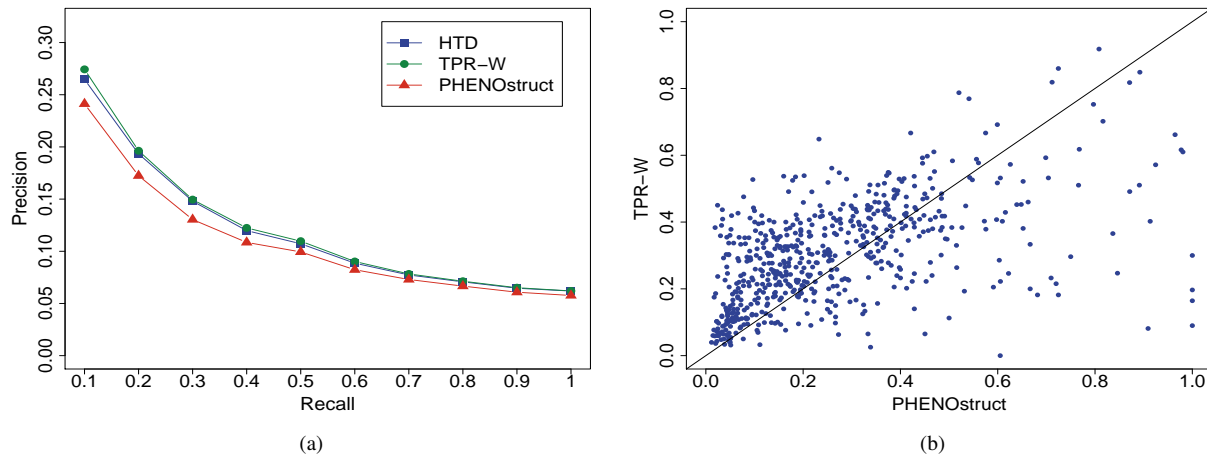 0.30
0.25
0.20
0.15
0.10
0.05
0.00
Precision
HTD
TPR−W
PHENOstruct
0.1 0.2 0.3 0.4 0.5 0.6 0.7 0.8 0.9 1
Recall
(a)
1.0
0.8
0.6
0.4
0.2
0.0
TPR−W
0.0 0.2 0.4 0.6 0.8 1.0
PHENOstruct
(b)